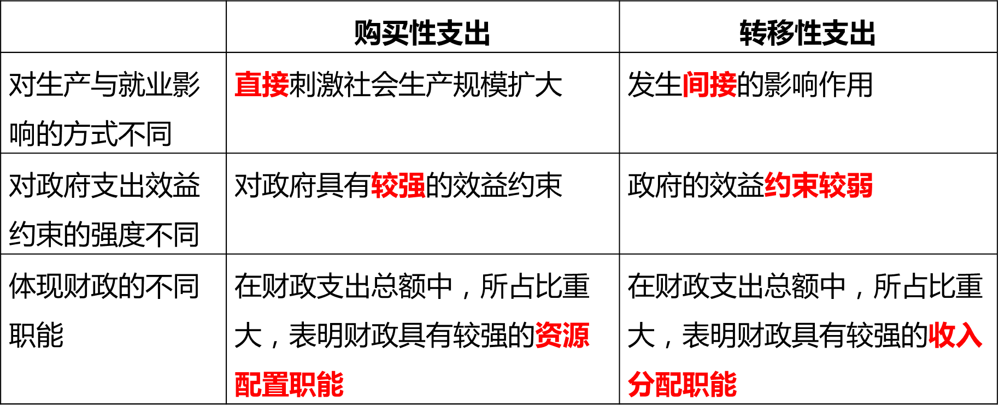 购买性支出
转移性支出
对生产与就业影
响的方式不同
直接刺激社会生产规模扩大
发生间接的影响作用
对政府支出效益
约束的强度不同
对政府具有较强的效益约束
政府的效益约束较弱
体现财政的不同
职能
在财政支出总额中，所占比重
大，表明财政具有较强的资源
配置职能
在财政支出总额中，所占比重
大，表明财政具有较强的收入
分配职能